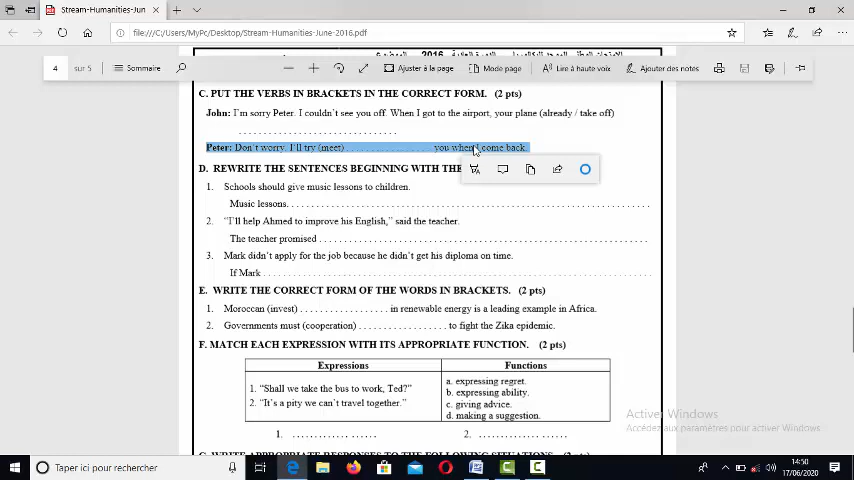 Stream-Humanities-Jun
file:///C:/Users/MyPc/Desktop/Stream-Humanities-June-2016.pdf
2016
4 sur 5 Sommaire Ajuster à la page Mode page Lire à haute voix Ajouter des notes
C. PUT THE VERBS IN BRACKETS IN THE CORRECT FORM. (2 pts)
John: I'm sorry Peter. I couldn't see you off. When I got to the airport, your plane (already / take off)
. . . . . . . . . . . . . . . . . . . . . . . . . . . . . . .
Peter: Don't worry. I'll try (meet) . . . . . . . . . . . . . . . . . you when I come back.
D. REWRITE THE SENTENCES BEGINNING WITH THE
1. Schools should give music lessons to children.
Music lessons. . . . . . . . . . . . . . . . . . . . . . . . . . . . . . . . . . . . . . . . . . . . . . . . . . . . . . . . . . . . . . . . . . . . . .
2. "I'll help Ahmed to improve his English," said the teacher.
The teacher promised . . . . . . . . . . . . . . . . . . . . . . . . . . . . . . . . . . . . . . . . . . . . . . . . . . . . . . . . . . . . . . . .
3. Mark didn't apply for the job because he didn't get his diploma on time.
If Mark . . . . . . . . . . . . . . . . . . . . . . . . . . . . . . . . . . . . . . . . . . . . . . . . . . . . . . . . . . . . . . . . . . . . . . . . . . .
E. WRITE THE CORRECT FORM OF THE WORDS IN BRACKETS. (2 pts)
1. Moroccan (invest) . . . . . . . . . . . . . . . . . in renewable energy is a leading example in Africa.
2. Governments must (cooperation) . . . . . . . . . . . . . . . . . to fight the Zika epidemic.
F. MATCH EACH EXPRESSION WITH ITS APPROPRIATE FUNCTION. (2 pts)
Expressions Functions
1. "Shall we take the bus to work, Ted?"
2. "It's a pity we can't travel together."
a. expressing regret.
b. expressing ability.
c. giving advice.
d. making a suggestion.
1. . . . . . . . . . . . . . . . . . 2. . . . . . . . . . . . . . . . . . .
G. WRITE APPROPRIATE RESPONSES TO THE FOLLOWING SITUATIONS.
Activer Windows
Accédez aux paramètres pour activer Windows.
Taper ici pour rechercher
14:50
17/06/2020